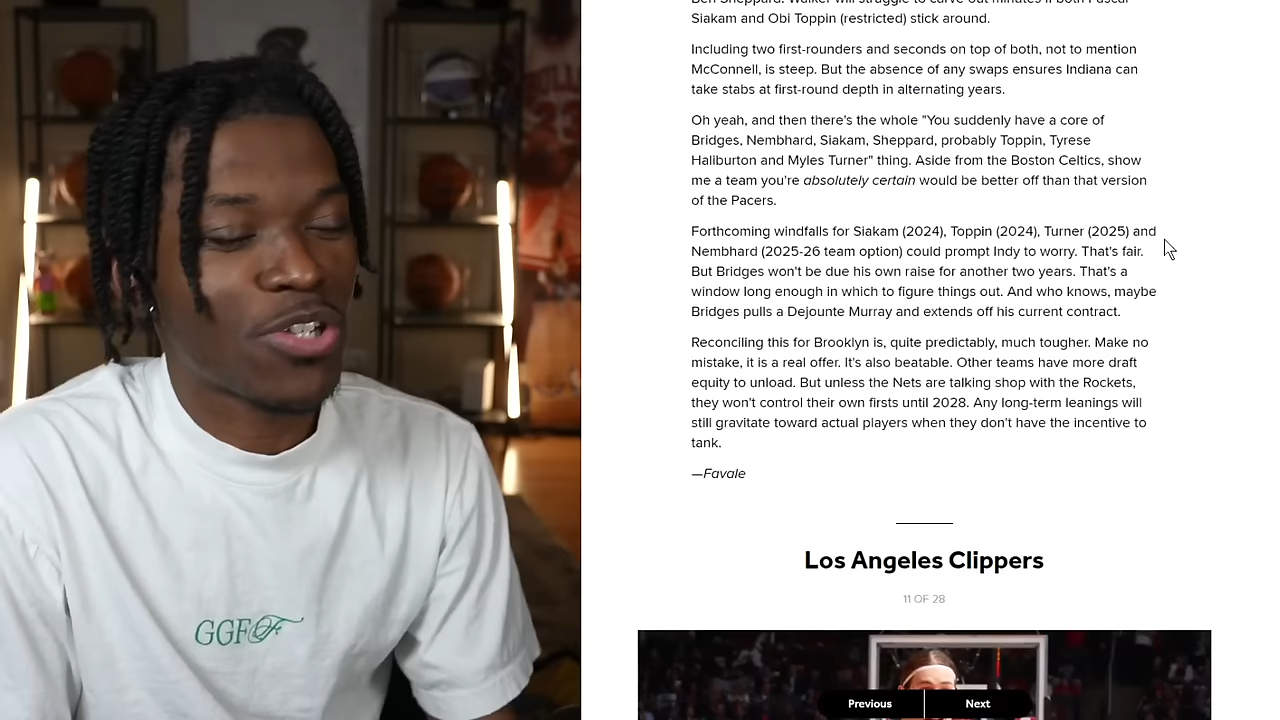 Ben Sheppard. Walker will struggle to carve out minutes if both Pascal
Siakam and Obi Toppin (restricted) stick around.
Including two first-rounders and seconds on top of both, not to mention
McConnell, is steep. But the absence of any swaps ensures Indiana can
take stabs at first-round depth in alternating years.
Oh yeah, and then there's the whole "You suddenly have a core of
Bridges, Nembhard, Siakam, Sheppard, probably Toppin, Tyrese
Haliburton and Myles Turner" thing. Aside from the Boston Celtics, show
me a team you're absolutely certain would be better off than that version
of the Pacers.
Forthcoming windfalls for Siakam (2024), Toppin (2024), Turner (2025) and
Nembhard (2025-26 team option) could prompt Indy to worry. That's fair.
But Bridges won't be due his own raise for another two years. That's a
window long enough in which to figure things out. And who knows, maybe
Bridges pulls a Dejounte Murray and extends off his current contract.
Reconciling this for Brooklyn is, quite predictably, much tougher. Make no
mistake, it is a real offer. It's also beatable. Other teams have more draft
equity to unload. But unless the Nets are talking shop with the Rockets,
they won't control their own firsts until 2028. Any long-term leanings will
still gravitate toward actual players when they don't have the incentive to
tank.
—Favale
Los Angeles Clippers
11 OF 28
Previous
Next